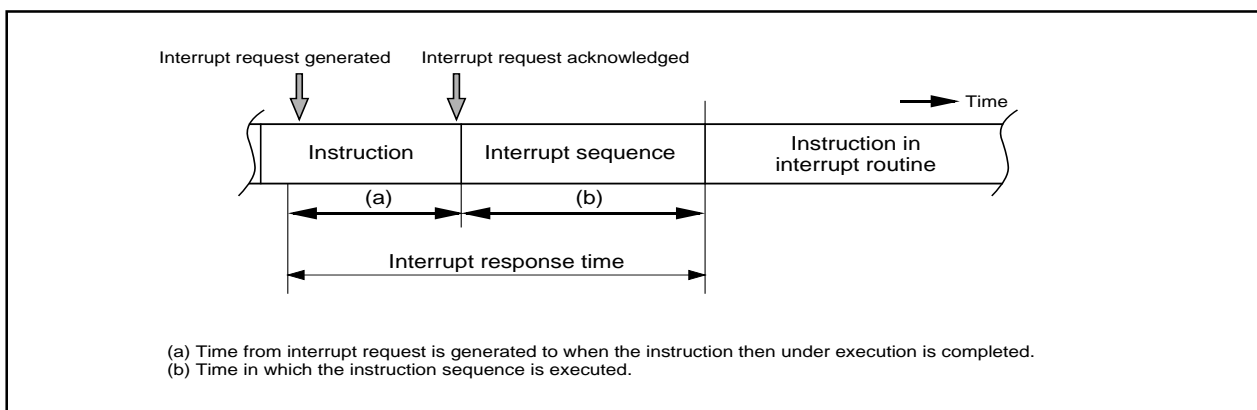 Interrupt request generated
Interrupt request acknowledged
Time
Instruction
Interrupt sequence
Instruction in
interrupt routine
(a)
(b)
Interrupt response time
(a) Time from interrupt request is generated to when the instruction then under execution is completed.
(b) Time in which the instruction sequence is executed.